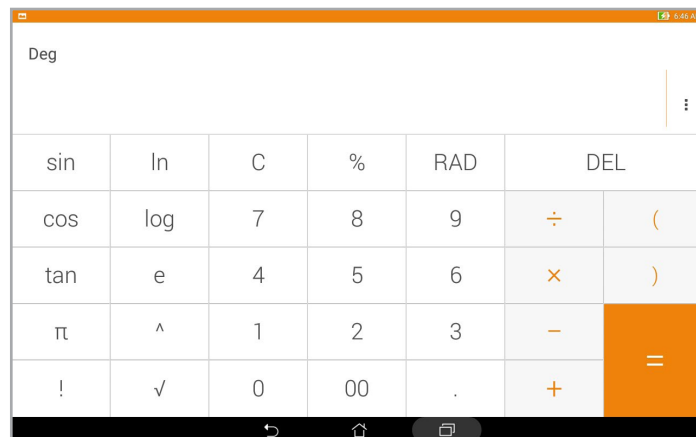 6:46 A
Deg
sin ln C % RAD DEL
cos log 7 8 9 ÷ (
tan e 4 5 6 × )
π ^ 1 2 3 − =
! √ 0 00 . +